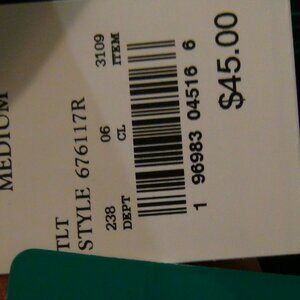 MEDIUM
TLT
STYLE 676117R
238 06 3109
DEPT CL ITEM
1 96983 04516 6
$45.00